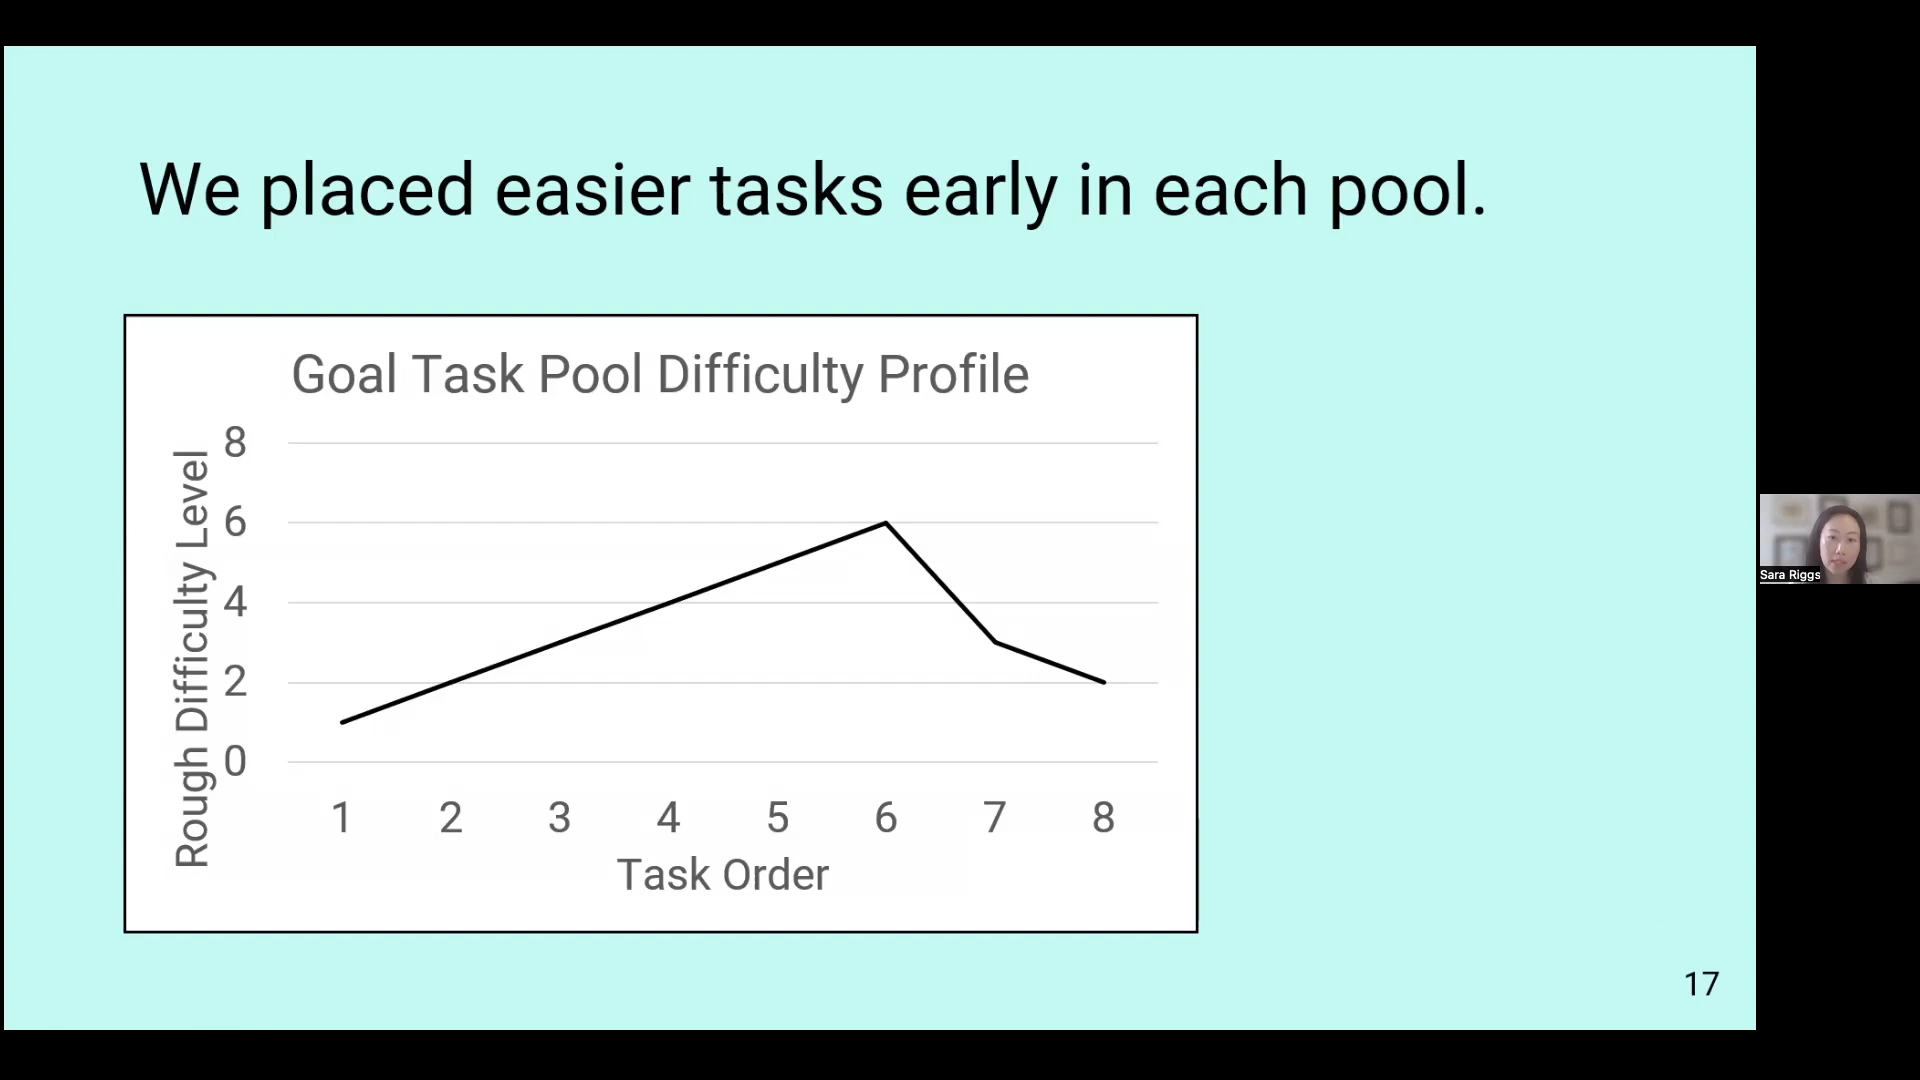 We placed easier tasks early in each pool.
Goal Task Pool Difficulty Profile
Rough Difficulty Level
8
6
4
2
0
1 2 3 4 5 6 7 8
Task Order
17
Sara Riggs